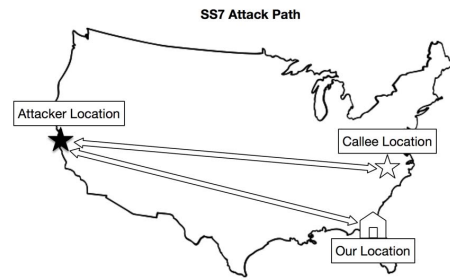 SS7 Attack Path
Attacker Location
Callee Location
Our Location